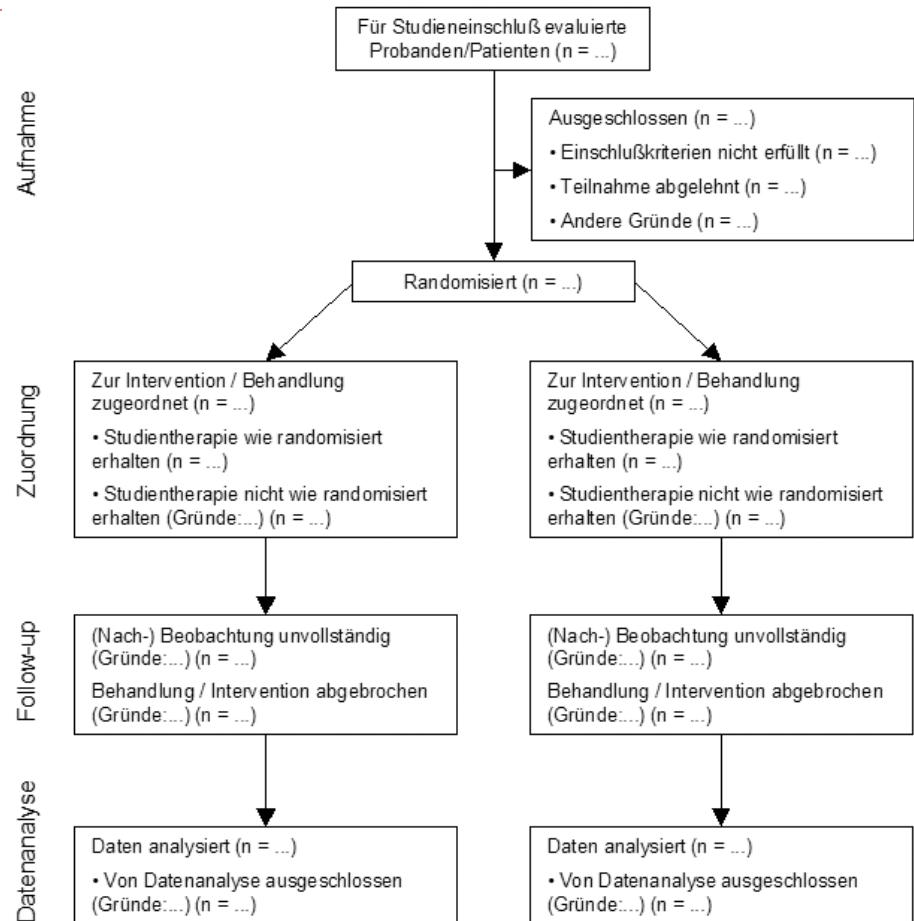 Für Studieneinschluß evaluierte
Probanden/Patienten (n = ...)
Aufnahme
Ausgeschlossen (n = ...)
• Einschlußkriterien nicht erfüllt (n = ...)
• Teilnahme abgelehnt (n = ...)
• Andere Gründe (n = ...)
Randomisiert (n = ...)
Zuordnung
Zur Intervention / Behandlung
zugeordnet (n = ...)
• Studientherapie wie randomisiert
erhalten (n = ...)
• Studientherapie nicht wie randomisiert
erhalten (Gründe:...) (n = ...)
Zur Intervention / Behandlung
zugeordnet (n = ...)
• Studientherapie wie randomisiert
erhalten (n = ...)
• Studientherapie nicht wie randomisiert
erhalten (Gründe:...) (n = ...)
Follow-up
(Nach-) Beobachtung unvollständig
(Gründe:...) (n = ...)
Behandlung / Intervention abgebrochen
(Gründe:...) (n = ...)
(Nach-) Beobachtung unvollständig
(Gründe:...) (n = ...)
Behandlung / Intervention abgebrochen
(Gründe:...) (n = ...)
Datenanalyse
Daten analysiert (n = ...)
• Von Datenanalyse ausgeschlossen
(Gründe:...) (n = ...)
Daten analysiert (n = ...)
• Von Datenanalyse ausgeschlossen
(Gründe:...) (n = ...)